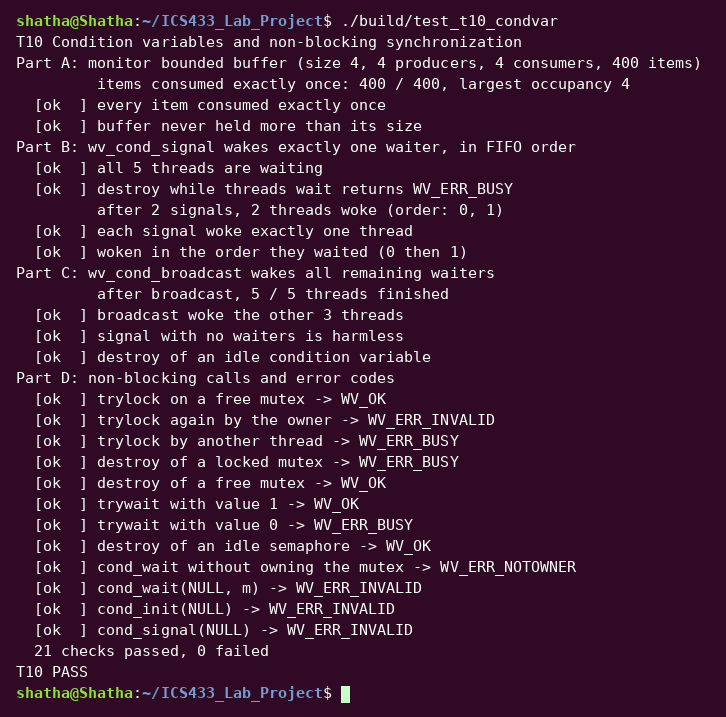 shatha@Shatha:~/ICS433_Lab_Project$ ./build/test_t10_condvar
T10 Condition variables and non-blocking synchronization
Part A: monitor bounded buffer (size 4, 4 producers, 4 consumers, 400 items)
         items consumed exactly once: 400 / 400, largest occupancy 4
  [ok  ] every item consumed exactly once
  [ok  ] buffer never held more than its size
Part B: wv_cond_signal wakes exactly one waiter, in FIFO order
  [ok  ] all 5 threads are waiting
  [ok  ] destroy while threads wait returns WV_ERR_BUSY
         after 2 signals, 2 threads woke (order: 0, 1)
  [ok  ] each signal woke exactly one thread
  [ok  ] woken in the order they waited (0 then 1)
Part C: wv_cond_broadcast wakes all remaining waiters
         after broadcast, 5 / 5 threads finished
  [ok  ] broadcast woke the other 3 threads
  [ok  ] signal with no waiters is harmless
  [ok  ] destroy of an idle condition variable
Part D: non-blocking calls and error codes
  [ok  ] trylock on a free mutex -> WV_OK
  [ok  ] trylock again by the owner -> WV_ERR_INVALID
  [ok  ] trylock by another thread -> WV_ERR_BUSY
  [ok  ] destroy of a locked mutex -> WV_ERR_BUSY
  [ok  ] destroy of a free mutex -> WV_OK
  [ok  ] trywait with value 1 -> WV_OK
  [ok  ] trywait with value 0 -> WV_ERR_BUSY
  [ok  ] destroy of an idle semaphore -> WV_OK
  [ok  ] cond_wait without owning the mutex -> WV_ERR_NOTOWNER
  [ok  ] cond_wait(NULL, m) -> WV_ERR_INVALID
  [ok  ] cond_init(NULL) -> WV_ERR_INVALID
  [ok  ] cond_signal(NULL) -> WV_ERR_INVALID
  21 checks passed, 0 failed
T10 PASS
shatha@Shatha:~/ICS433_Lab_Project$